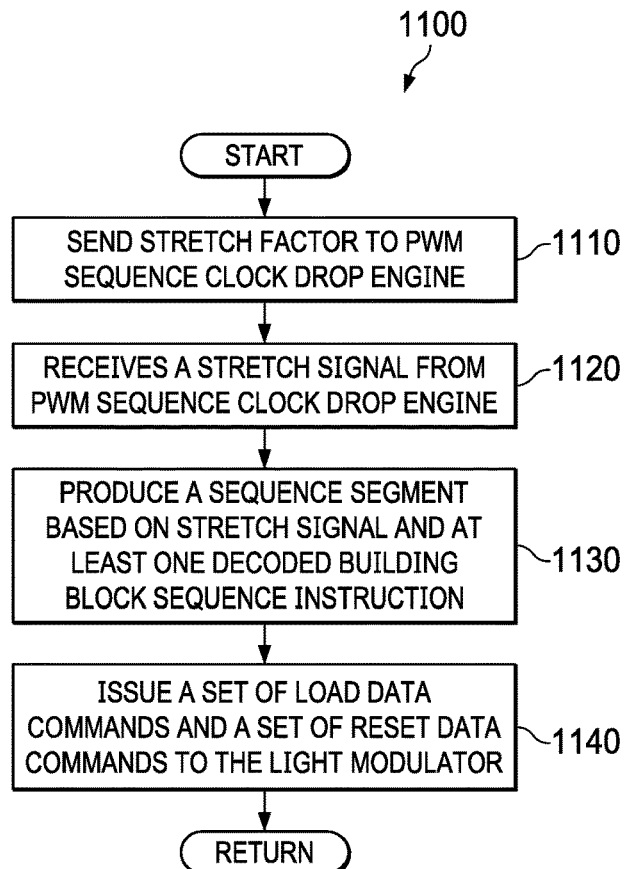 1100
START
SEND STRETCH FACTOR TO PWM
SEQUENCE CLOCK DROP ENGINE
1110
RECEIVES A STRETCH SIGNAL FROM
PWM SEQUENCE CLOCK DROP ENGINE
1120
PRODUCE A SEQUENCE SEGMENT
BASED ON STRETCH SIGNAL AND AT
LEAST ONE DECODED BUILDING
BLOCK SEQUENCE INSTRUCTION
1130
ISSUE A SET OF LOAD DATA
COMMANDS AND A SET OF RESET DATA
COMMANDS TO THE LIGHT MODULATOR
1140
RETURN